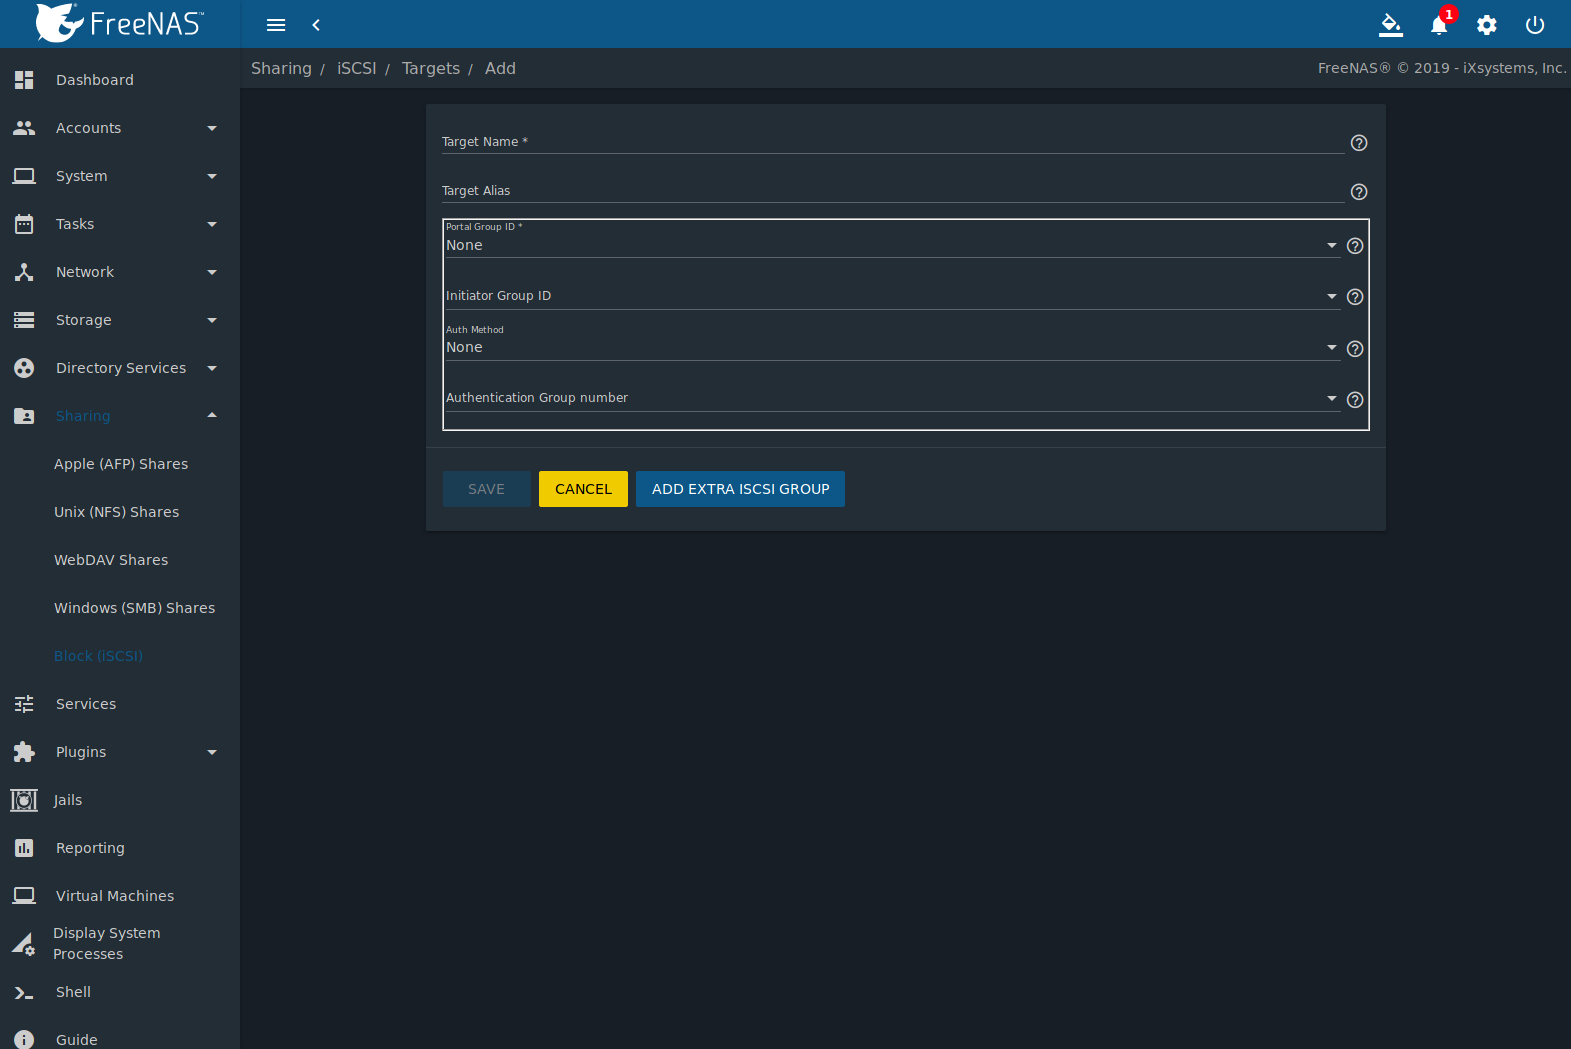 FreeNAS™
1
Sharing / iSCSI / Targets / Add
FreeNAS® © 2019 - iXsystems, Inc.
Dashboard
Accounts
System
Tasks
Network
Storage
Directory Services
Sharing
Apple (AFP) Shares
Unix (NFS) Shares
WebDAV Shares
Windows (SMB) Shares
Block (iSCSI)
Services
Plugins
Jails
Reporting
Virtual Machines
Display System
Processes
Shell
Guide
Target Name *
Target Alias
Portal Group ID *
None
Initiator Group ID
Auth Method
None
Authentication Group number
SAVE CANCEL ADD EXTRA ISCSI GROUP